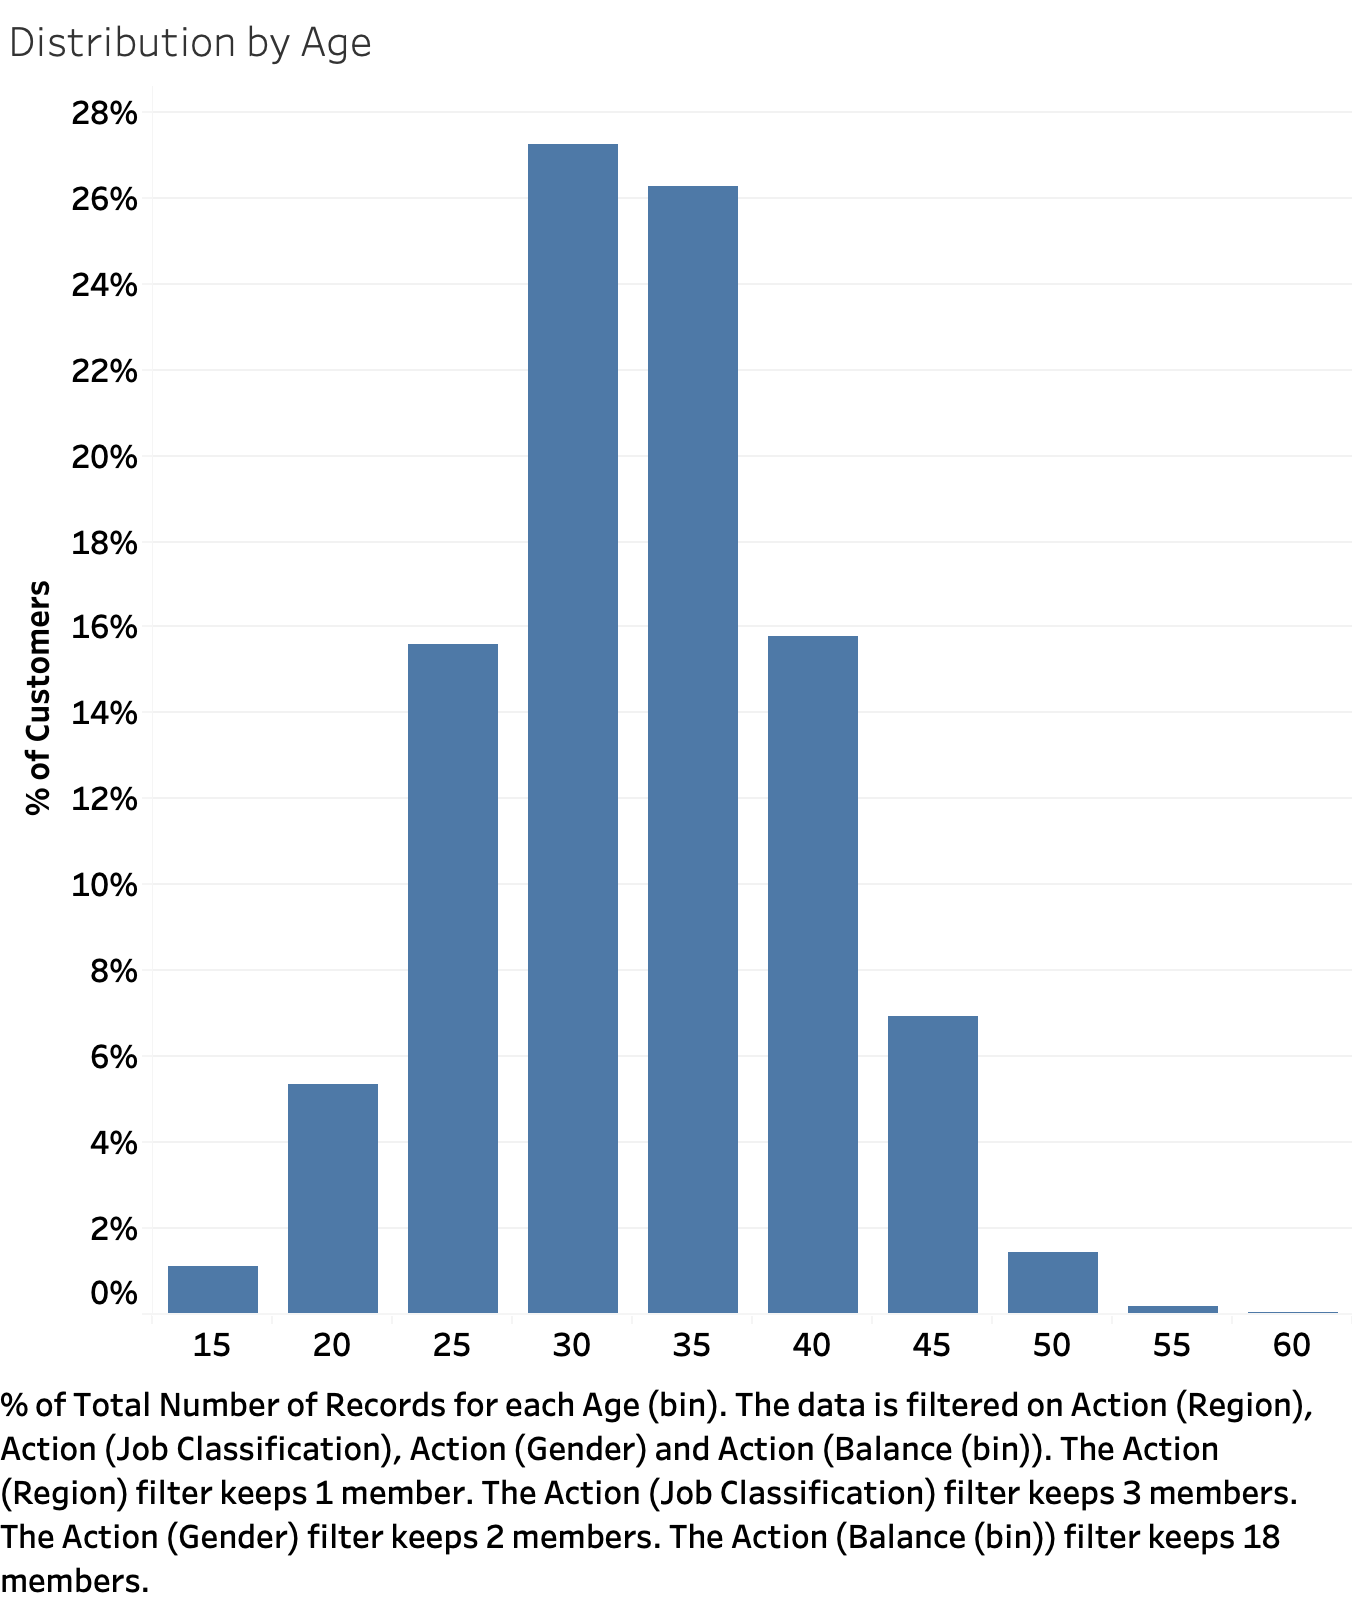 Distribution by Age
28%
26%
24%
22%
20%
18%
16%
14%
12%
10%
8%
6%
4%
2%
0%
% of Customers
15 20 25 30 35 40 45 50 55 60
% of Total Number of Records for each Age (bin). The data is filtered on Action (Region),
Action (Job Classification), Action (Gender) and Action (Balance (bin)). The Action
(Region) filter keeps 1 member. The Action (Job Classification) filter keeps 3 members.
The Action (Gender) filter keeps 2 members. The Action (Balance (bin)) filter keeps 18
members.